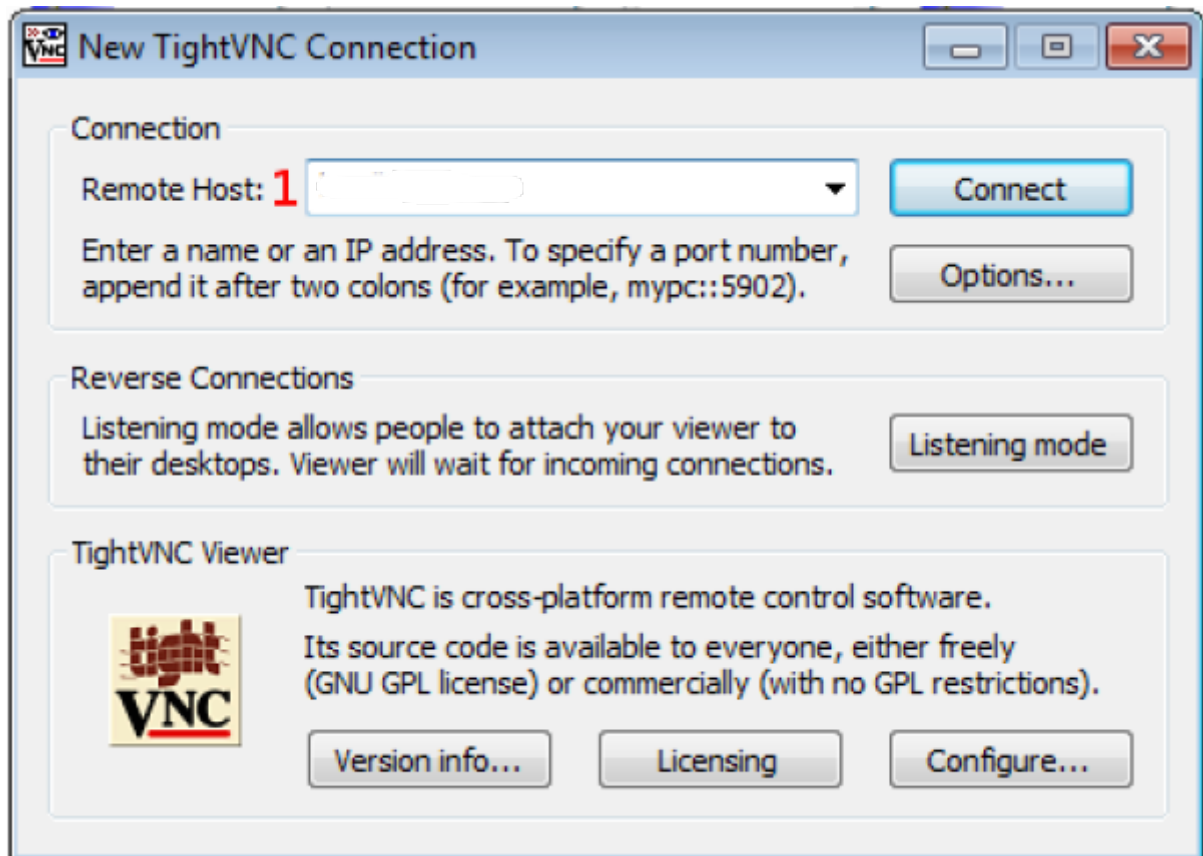 New TightVNC Connection
Connection
Remote Host: 1
Connect
Enter a name or an IP address. To specify a port number,
append it after two colons (for example, mypc::5902).
Options...
Reverse Connections
Listening mode allows people to attach your viewer to
their desktops. Viewer will wait for incoming connections.
Listening mode
TightVNC Viewer
TightVNC is cross-platform remote control software.
Its source code is available to everyone, either freely
(GNU GPL license) or commercially (with no GPL restrictions).
tight
VNC
Version info...
Licensing
Configure...